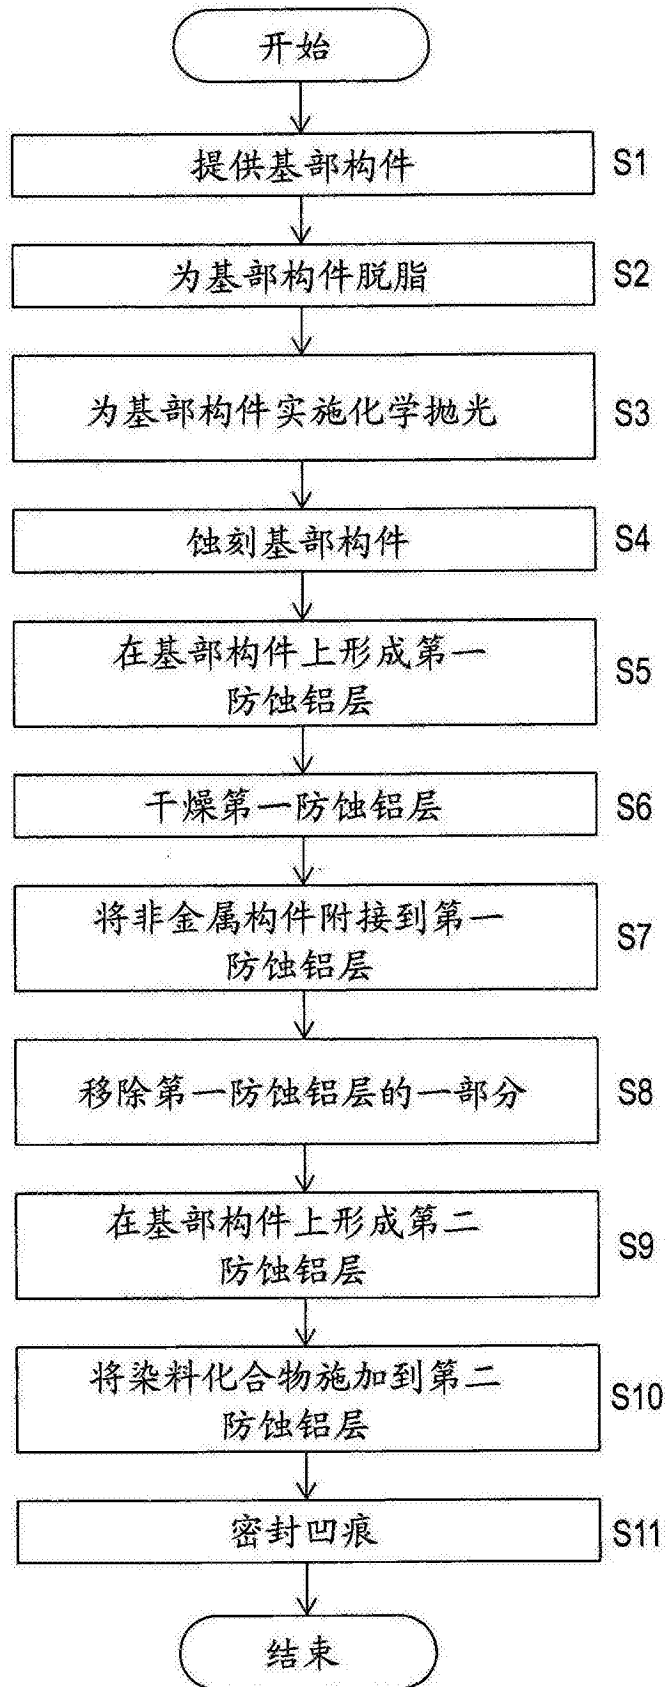 开始
提供基部构件 S1
为基部构件脱脂 S2
为基部构件实施化学抛光 S3
蚀刻基部构件 S4
在基部构件上形成第一
防蚀铝层 S5
干燥第一防蚀铝层 S6
将非金属构件附接到第一
防蚀铝层 S7
移除第一防蚀铝层的一部分 S8
在基部构件上形成第二
防蚀铝层 S9
将染料化合物施加到第二
防蚀铝层 S10
密封凹痕 S11
结束